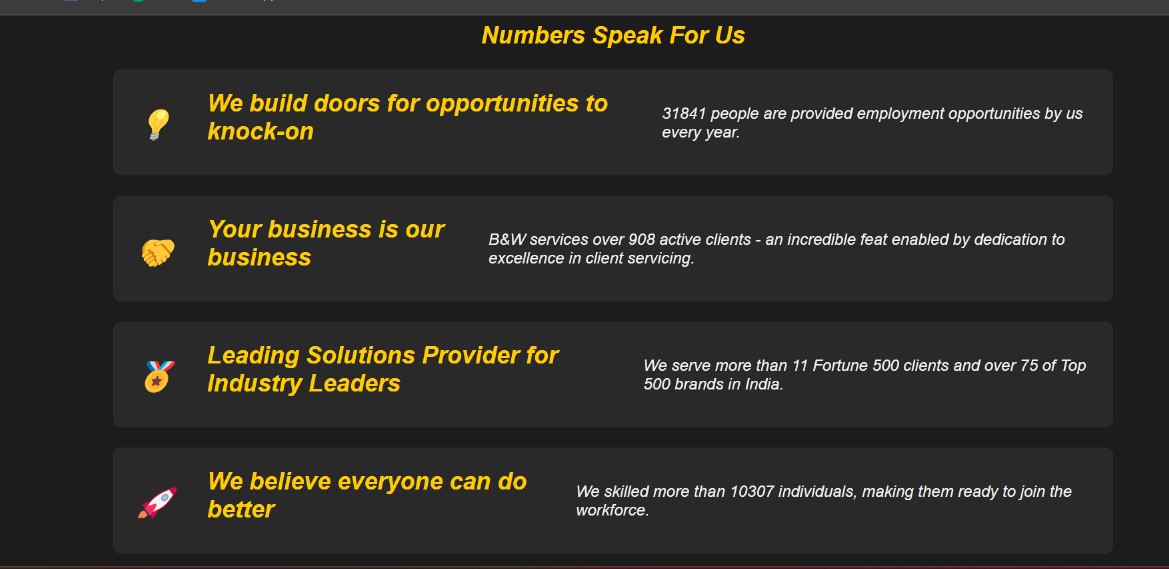 Numbers Speak For Us
We build doors for opportunities to
knock-on
31841 people are provided employment opportunities by us
every year.
Your business is our
business
B&W services over 908 active clients - an incredible feat enabled by dedication to
excellence in client servicing.
Leading Solutions Provider for
Industry Leaders
We serve more than 11 Fortune 500 clients and over 75 of Top
500 brands in India.
We believe everyone can do
better
We skilled more than 10307 individuals, making them ready to join the
workforce.